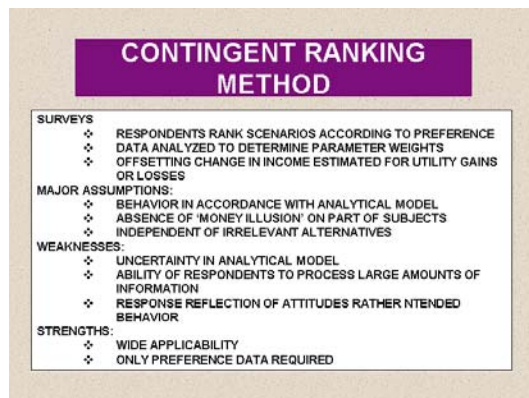 CONTINGENT RANKING
METHOD
SURVEYS
❖ RESPONDENTS RANK SCENARIOS ACCORDING TO PREFERENCE
❖ DATA ANALYZED TO DETERMINE PARAMETER WEIGHTS
❖ OFFSETTING CHANGE IN INCOME ESTIMATED FOR UTILITY GAINS
OR LOSSES
MAJOR ASSUMPTIONS:
❖ BEHAVIOR IN ACCORDANCE WITH ANALYTICAL MODEL
❖ ABSENCE OF 'MONEY ILLUSION' ON PART OF SUBJECTS
❖ INDEPENDENT OF IRRELEVANT ALTERNATIVES
WEAKNESSES:
❖ UNCERTAINTY IN ANALYTICAL MODEL
❖ ABILITY OF RESPONDENTS TO PROCESS LARGE AMOUNTS OF
INFORMATION
❖ RESPONSE REFLECTION OF ATTITUDES RATHER NTENDED
BEHAVIOR
STRENGTHS:
❖ WIDE APPLICABILITY
❖ ONLY PREFERENCE DATA REQUIRED